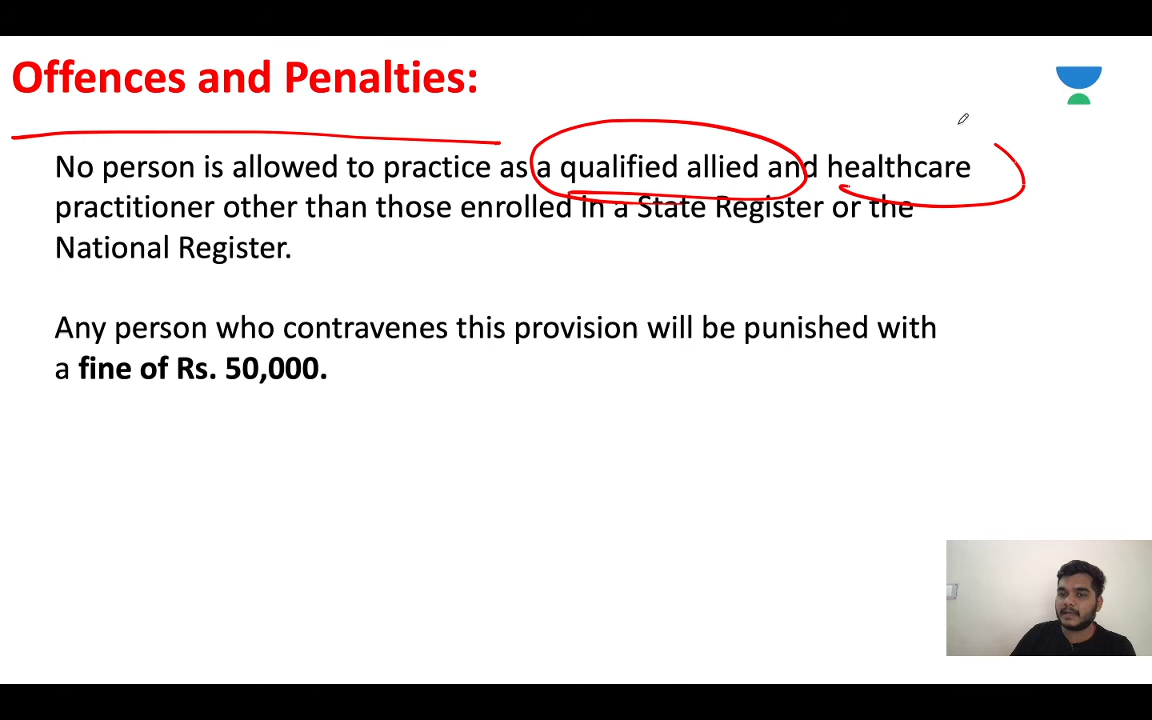 Offences and Penalties:
No person is allowed to practice as a qualified allied and healthcare
practitioner other than those enrolled in a State Register or the
National Register.
Any person who contravenes this provision will be punished with
a fine of Rs. 50,000.